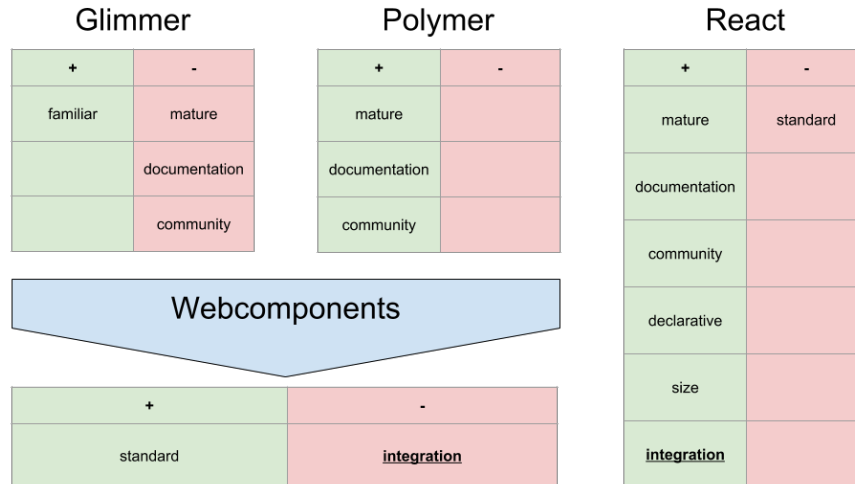 Glimmer
+ -
familiar mature
documentation
community
Polymer
+ -
mature
documentation
community
Webcomponents
+ -
standard integration
React
+ -
mature standard
documentation
community
declarative
size
integration